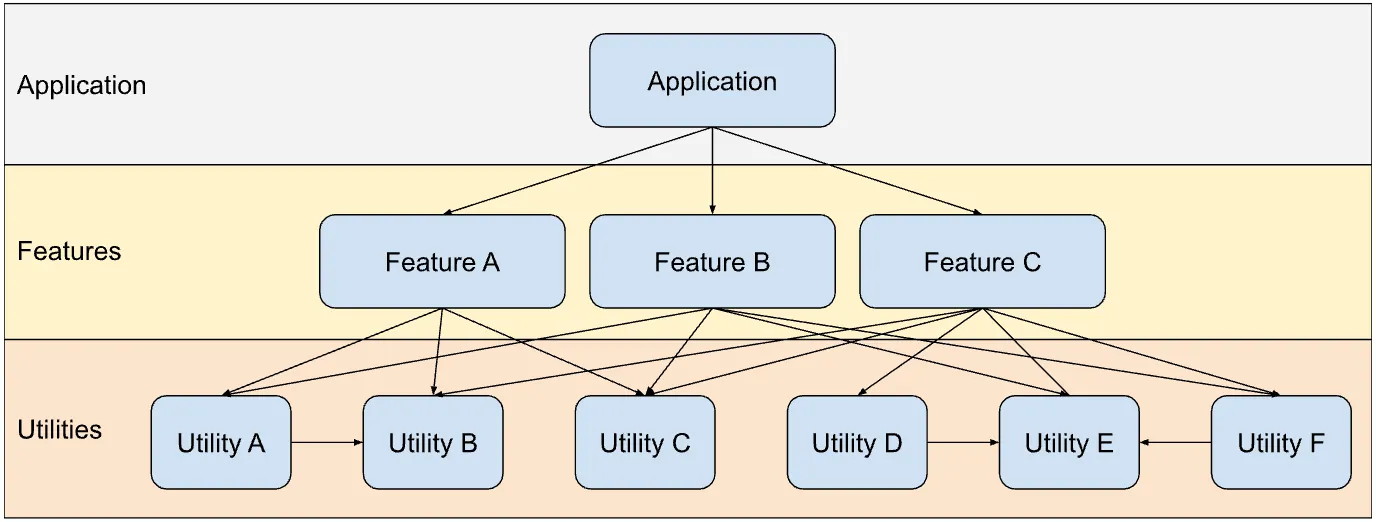 Application
Application
Features
Feature A
Feature B
Feature C
Utilities
Utility A
Utility B
Utility C
Utility D
Utility E
Utility F